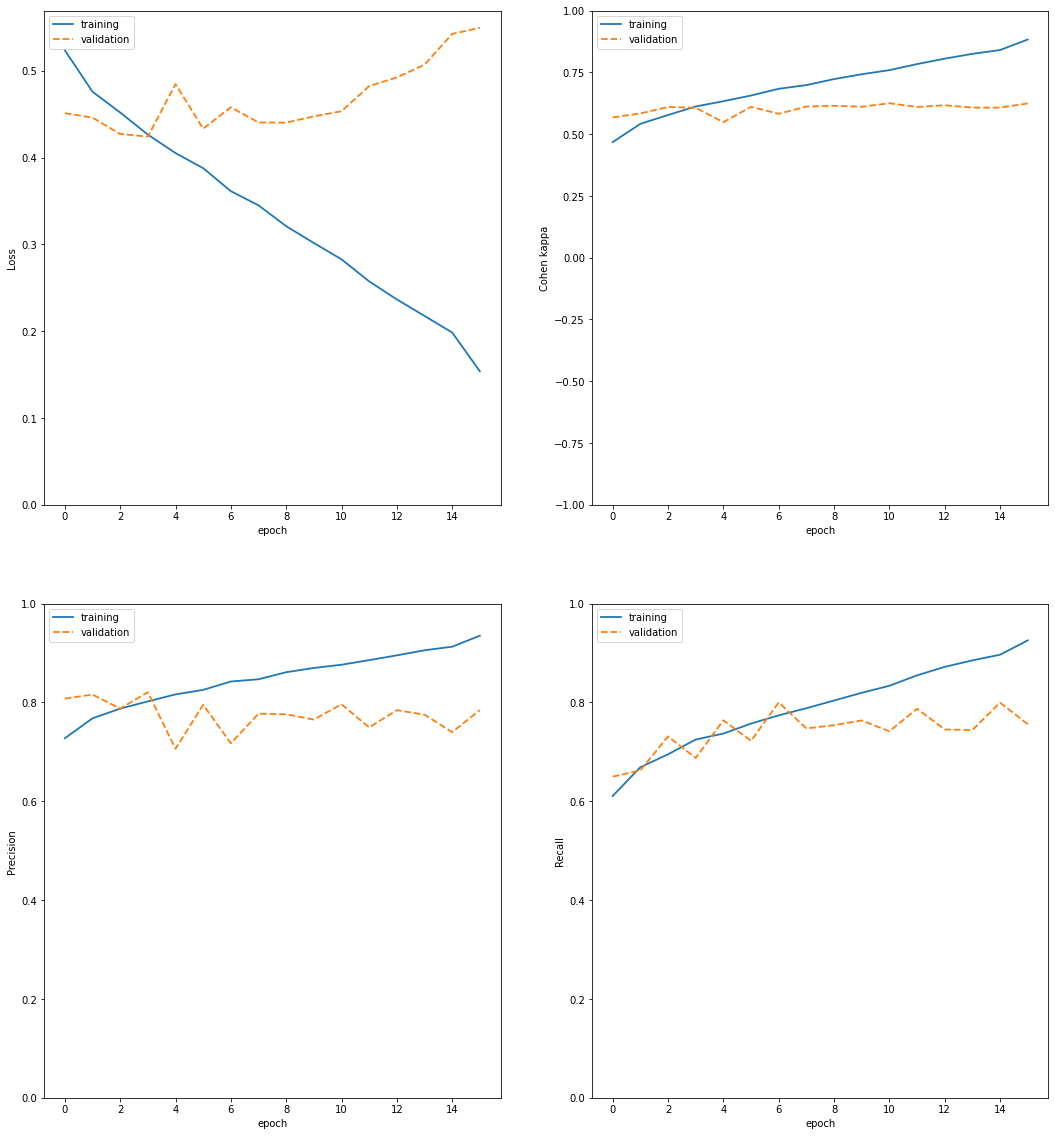 training
validation
0.5
0.4
0.3
0.2
0.1
0.0
Loss
0 2 4 6 8 10 12 14
epoch
training
validation
1.00
0.75
0.50
0.25
0.00
−0.25
−0.50
−0.75
−1.00
Cohen kappa
0 2 4 6 8 10 12 14
epoch
training
validation
1.0
0.8
0.6
0.4
0.2
0.0
Precision
0 2 4 6 8 10 12 14
epoch
training
validation
1.0
0.8
0.6
0.4
0.2
0.0
Recall
0 2 4 6 8 10 12 14
epoch